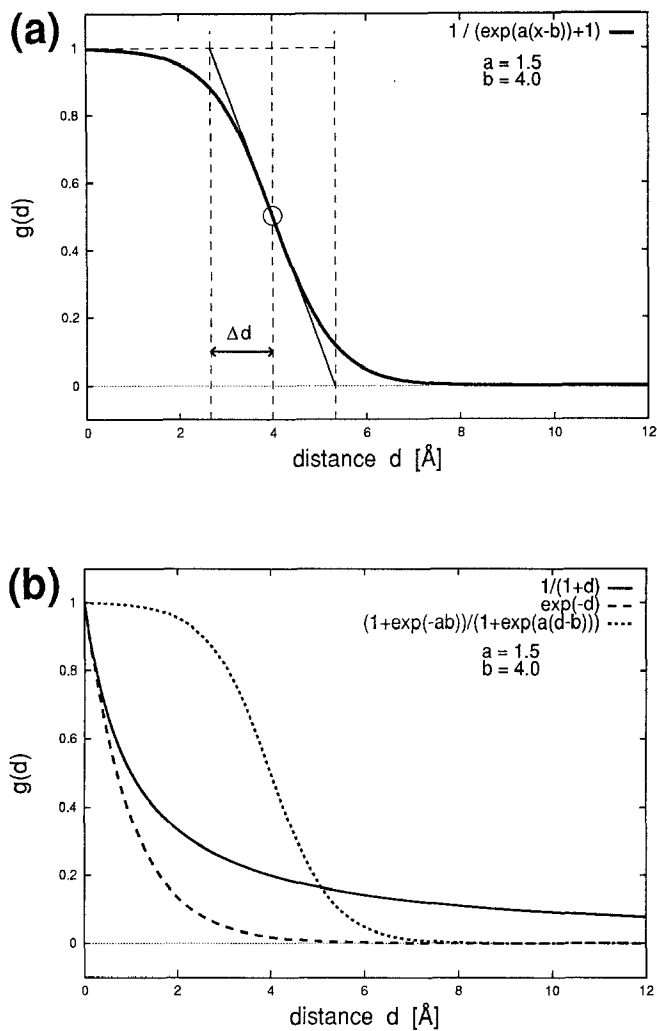 (a)
1 / (exp(a(x-b))+1)
a = 1.5
b = 4.0
1
0.8
0.6
0.4
0.2
0
g(d)
Δd
0 2 4 6 8 10 12
distance d [Å]
(b)
1/(1+d)
exp(-d)
(1+exp(-ab))/(1+exp(a(d-b)))
a = 1.5
b = 4.0
1
0.8
0.6
0.4
0.2
0
g(d)
0 2 4 6 8 10 12
distance d [Å]